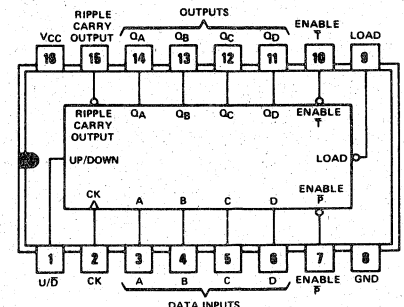 OUTPUTS
RIPPLE CARRY OUTPUT
ENABLE
VCC QA QB QC QD T̅ LOAD
16 15 14 13 12 11 10 9
RIPPLE CARRY OUTPUT
QA QB QC QD
ENABLE T̅
UP/DOWN
LOAD
CK
A B C D
ENABLE P̅
1 2 3 4 5 6 7 8
U/D̅ CK A B C D
ENABLE P̅
GND
DATA INPUTS